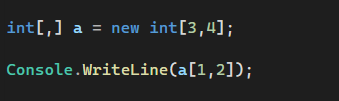 int[,] a = new int[3,4];
Console.WriteLine(a[1,2]);